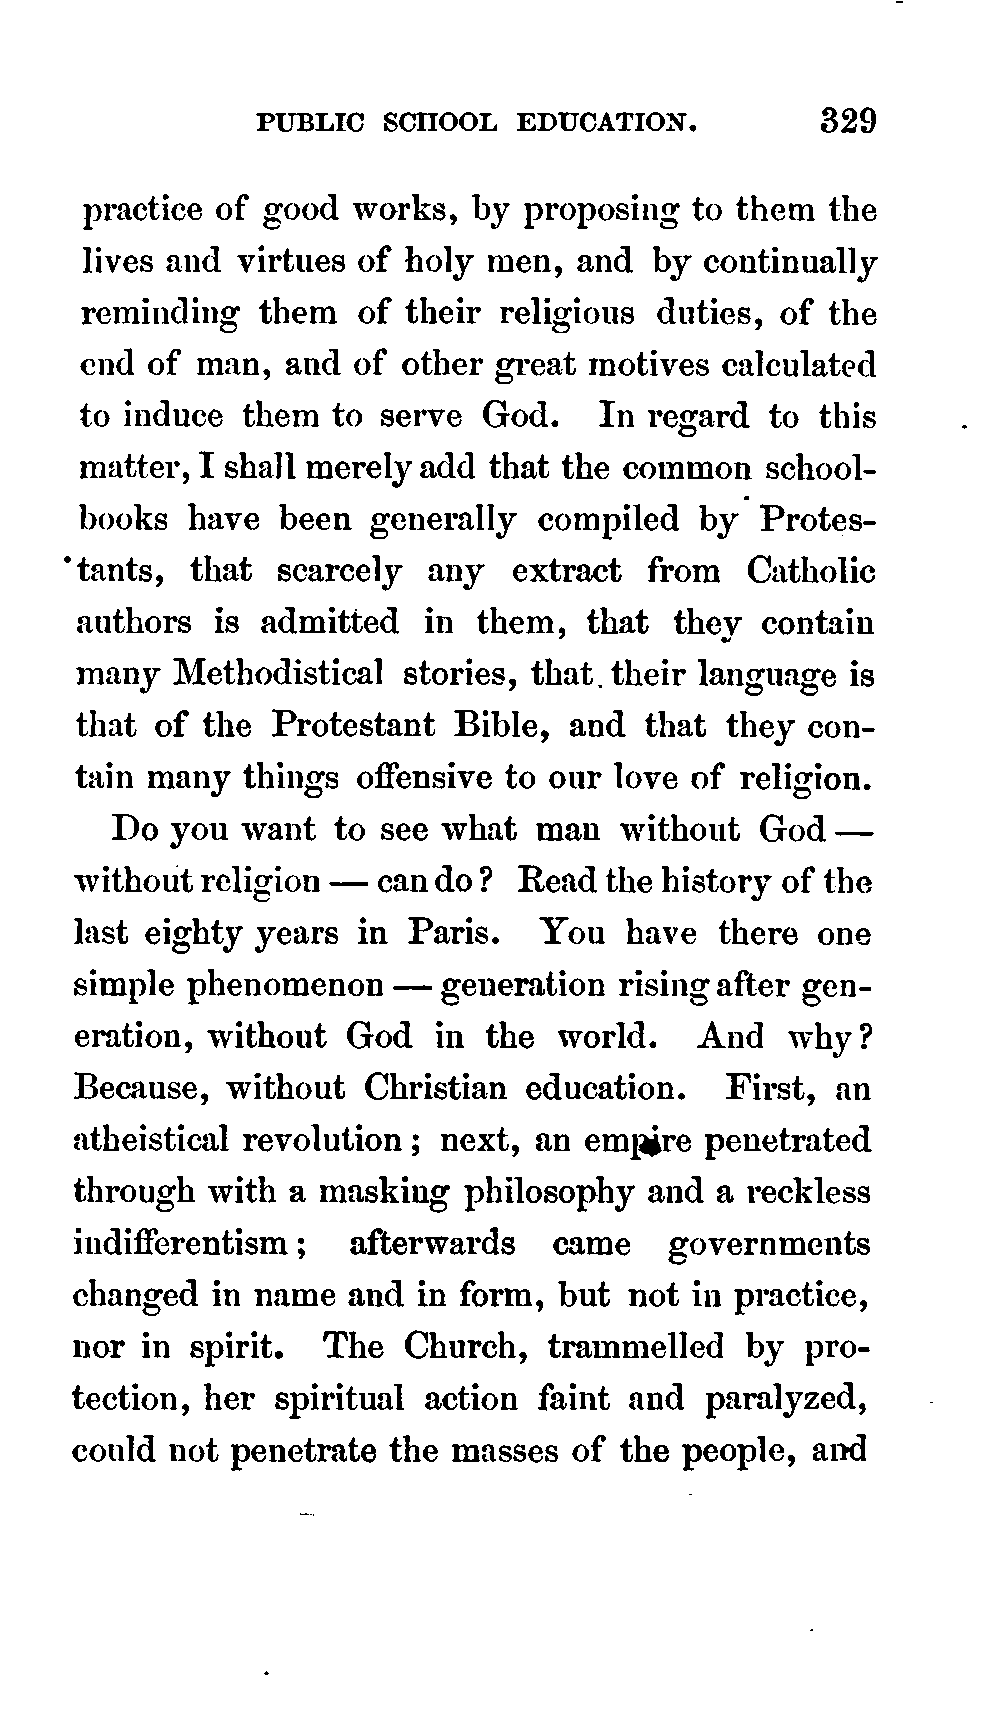 PUBLIC SCHOOL EDUCATION. 329
practice of good works, by proposing to them the
lives and virtues of holy men, and by continually
reminding them of their religious duties, of the
end of man, and of other great motives calculated
to induce them to serve God. In regard to this
matter, I shall merely add that the common school-
books have been generally compiled by Protes-
tants, that scarcely any extract from Catholic
authors is admitted in them, that they contain
many Methodistical stories, that their language is
that of the Protestant Bible, and that they con-
tain many things offensive to our love of religion.
Do you want to see what man without God —
without religion — can do? Read the history of the
last eighty years in Paris. You have there one
simple phenomenon — generation rising after gen-
eration, without God in the world. And why?
Because, without Christian education. First, an
atheistical revolution; next, an empire penetrated
through with a masking philosophy and a reckless
indifferentism; afterwards came governments
changed in name and in form, but not in practice,
nor in spirit. The Church, trammelled by pro-
tection, her spiritual action faint and paralyzed,
could not penetrate the masses of the people, and